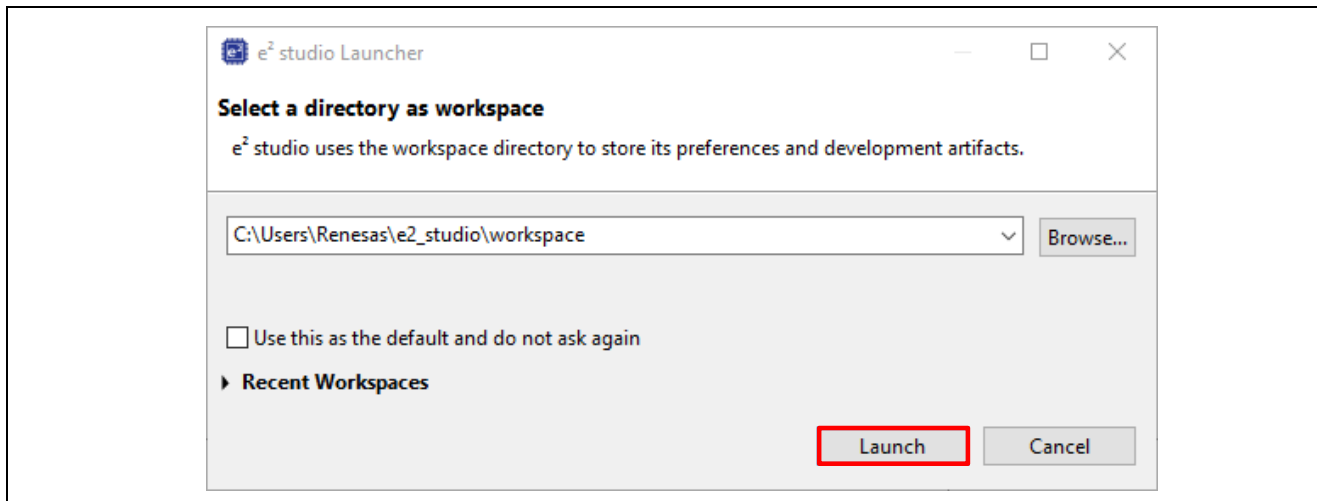 e² studio Launcher
Select a directory as workspace
e² studio uses the workspace directory to store its preferences and development artifacts.
C:\Users\Renesas\e2_studio\workspace
Browse...
Use this as the default and do not ask again
Recent Workspaces
Launch
Cancel